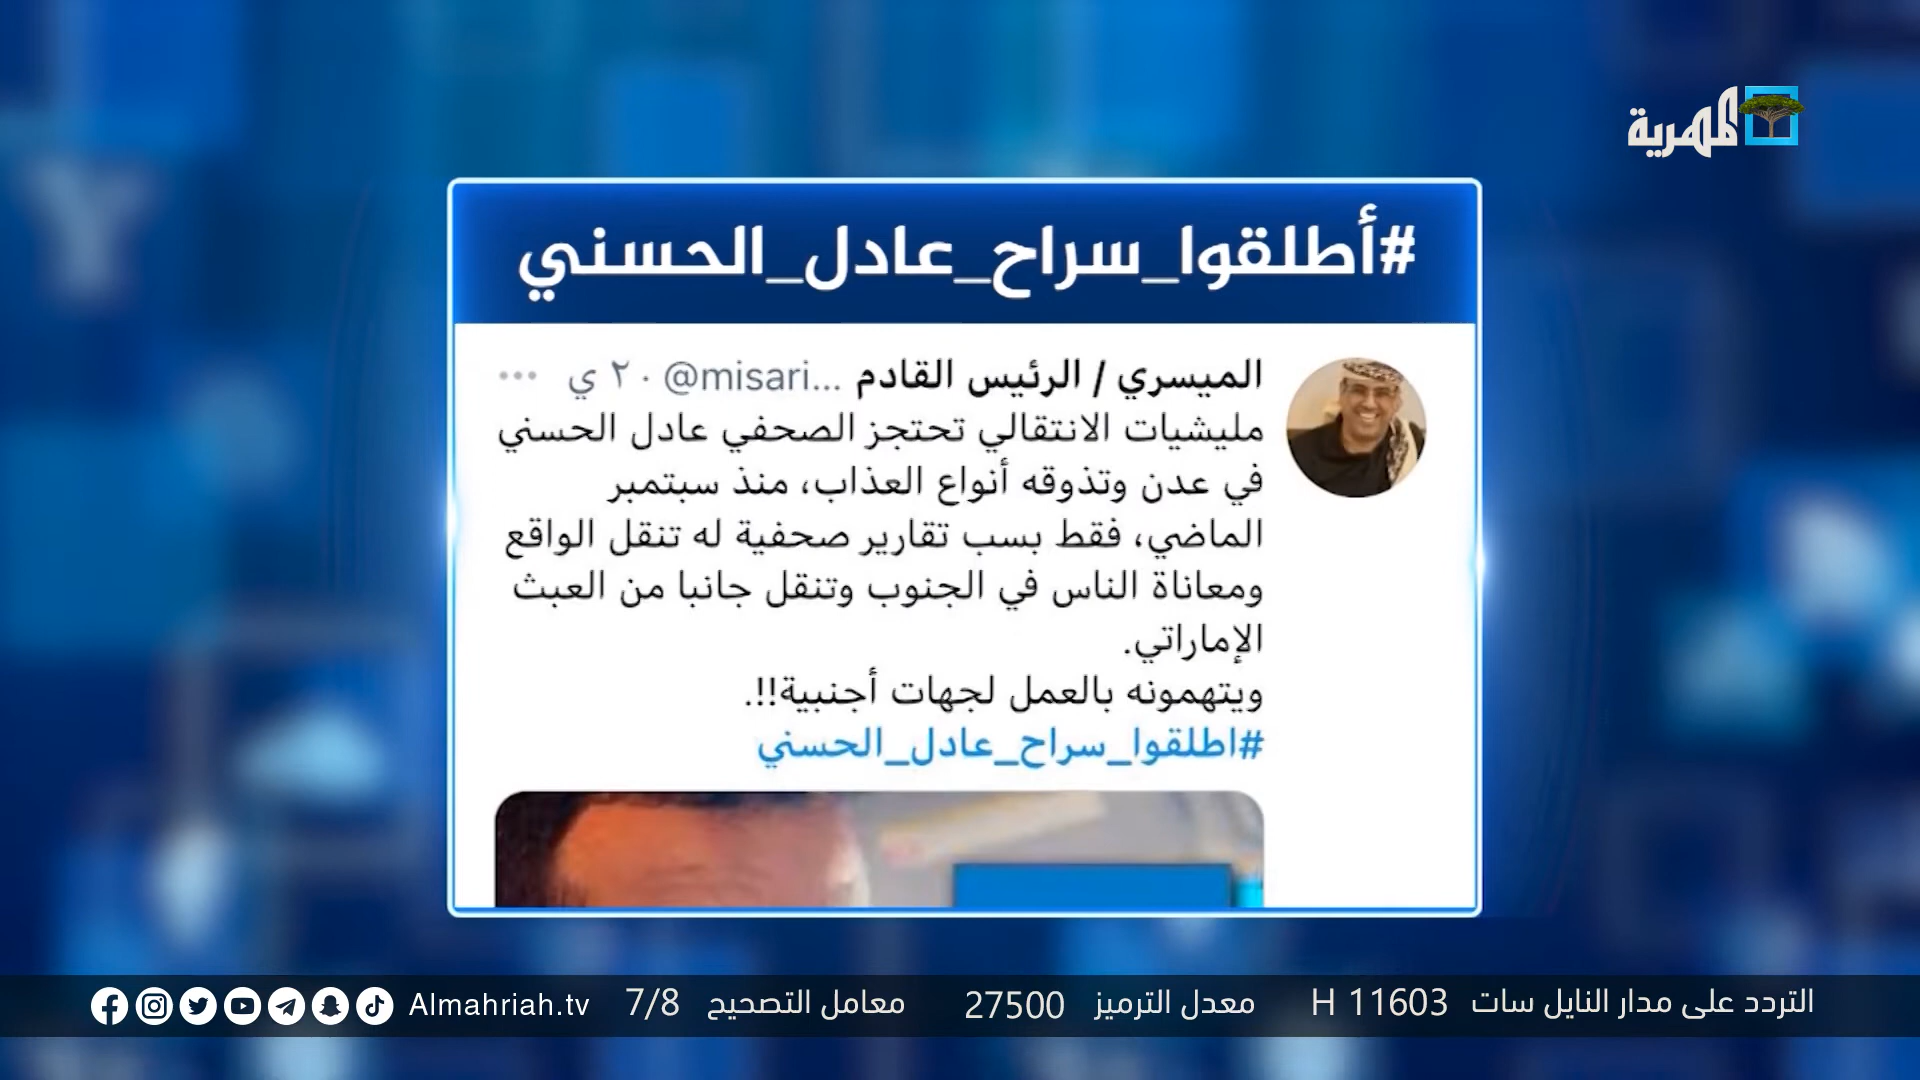 المهرية
#أطلقوا_سراح_عادل_الحسني
الميسري / الرئيس القادم @misari... · ٢٠ ي
مليشيات الانتقالي تحتجز الصحفي عادل الحسني
في عدن وتذوقه أنواع العذاب، منذ سبتمبر
الماضي، فقط بسب تقارير صحفية له تنقل الواقع
ومعاناة الناس في الجنوب وتنقل جانبا من العبث
الإماراتي.
ويتهمونه بالعمل لجهات أجنبية!!.
#اطلقوا_سراح_عادل_الحسني
التردد على مدار النايل سات 11603 H معدل الترميز 27500 معامل التصحيح 7/8 Almahriah.tv